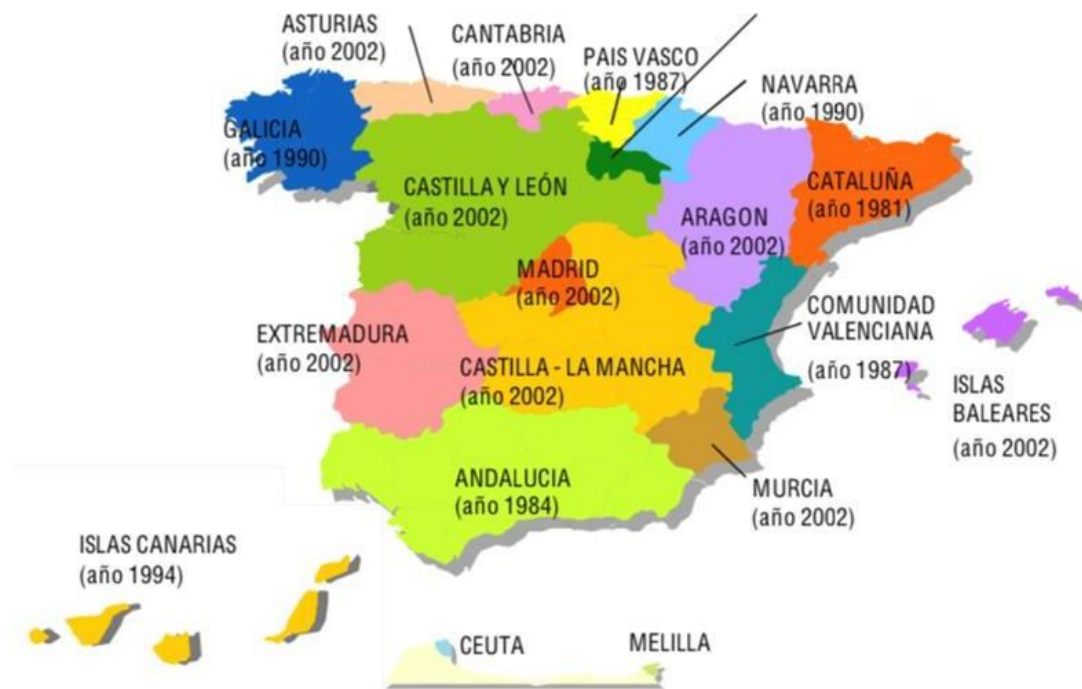 ASTURIAS
(año 2002)
CANTABRIA
(año 2002)
PAIS VASCO
(año 1987)
NAVARRA
(año 1990)
GALICIA
(año 1990)
CASTILLA Y LEÓN
(año 2002)
ARAGON
(año 2002)
CATALUÑA
(año 1981)
MADRID
(año 2002)
EXTREMADURA
(año 2002)
CASTILLA - LA MANCHA
(año 2002)
COMUNIDAD
VALENCIANA
(año 1987)
ISLAS
BALEARES
(año 2002)
ANDALUCIA
(año 1984)
MURCIA
(año 2002)
ISLAS CANARIAS
(año 1994)
CEUTA
MELILLA